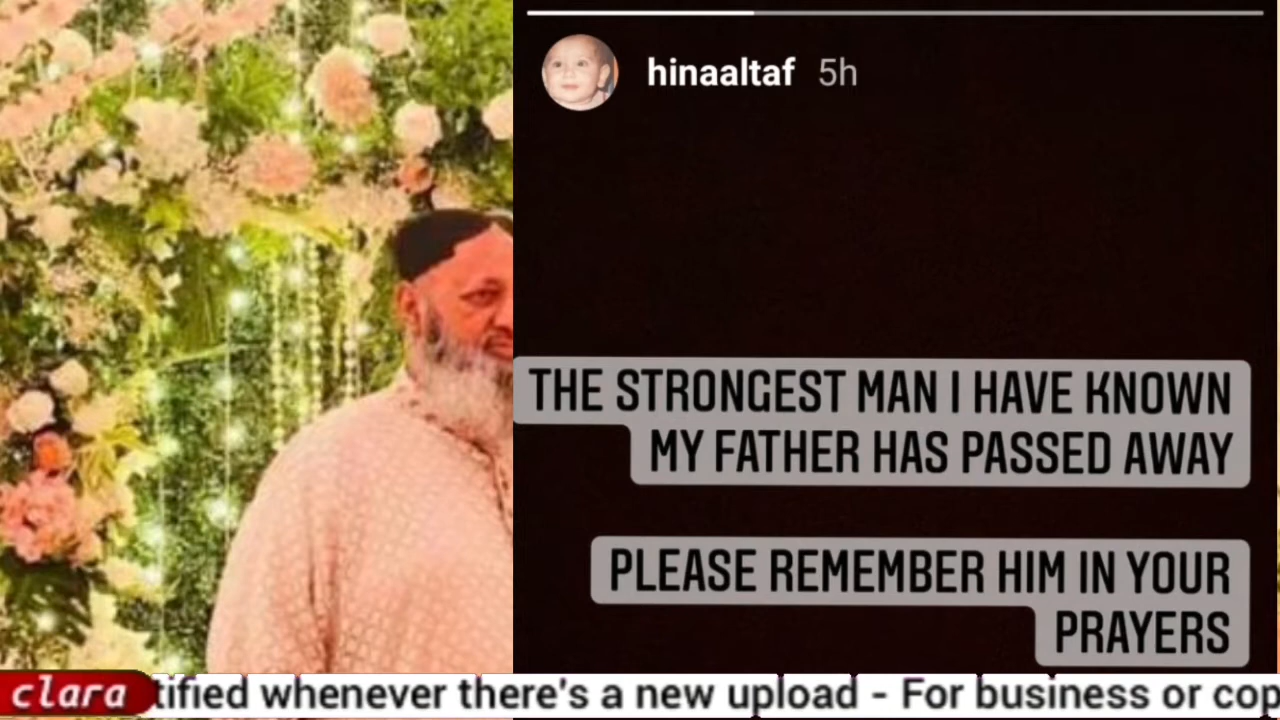 hinaaltaf 5h
THE STRONGEST MAN I HAVE KNOWN
MY FATHER HAS PASSED AWAY
PLEASE REMEMBER HIM IN YOUR
PRAYERS
clara
tified whenever there's a new upload - For business or cop